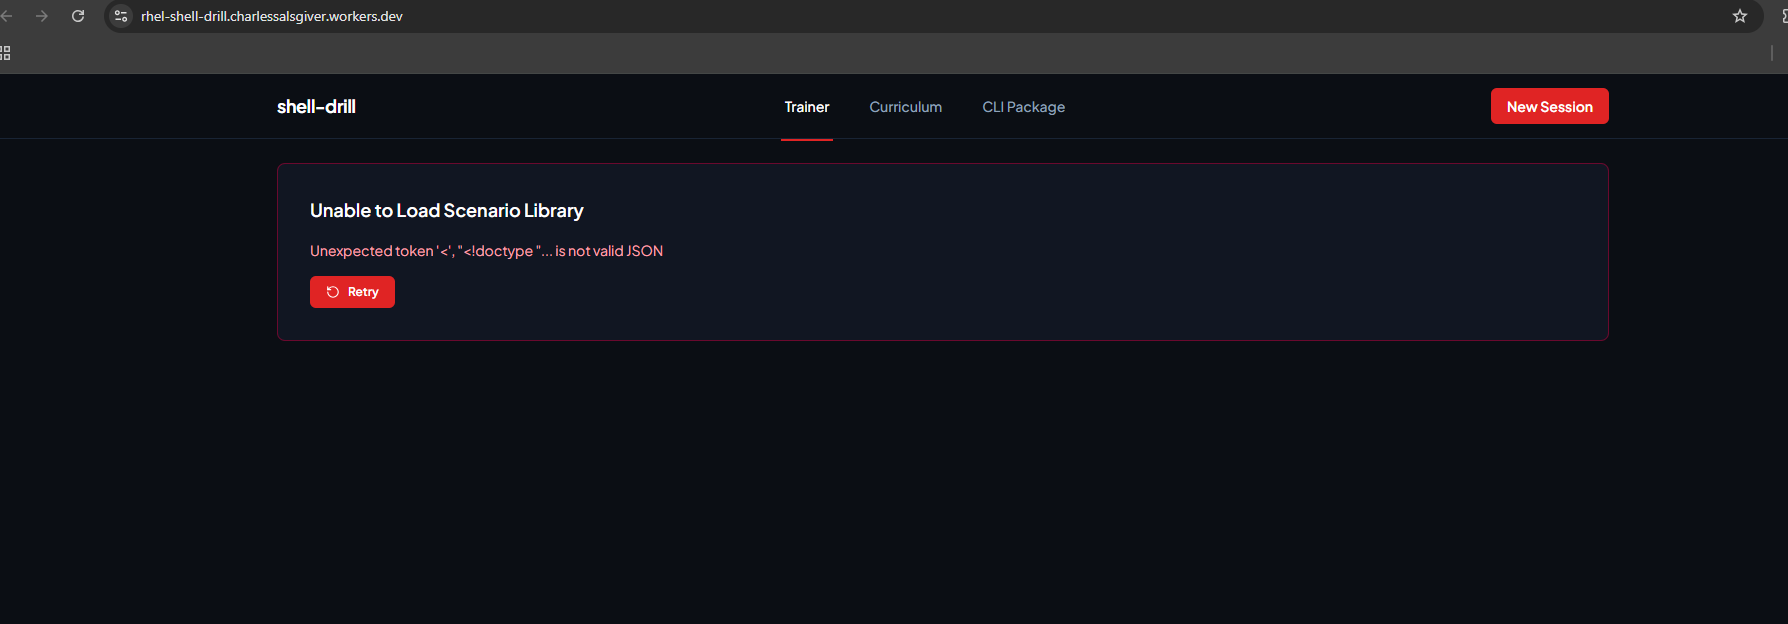 rhel-shell-drill.charlessalsgiver.workers.dev
shell-drill
Trainer
Curriculum
CLI Package
New Session
Unable to Load Scenario Library
Unexpected token '<', "<!doctype "... is not valid JSON
Retry